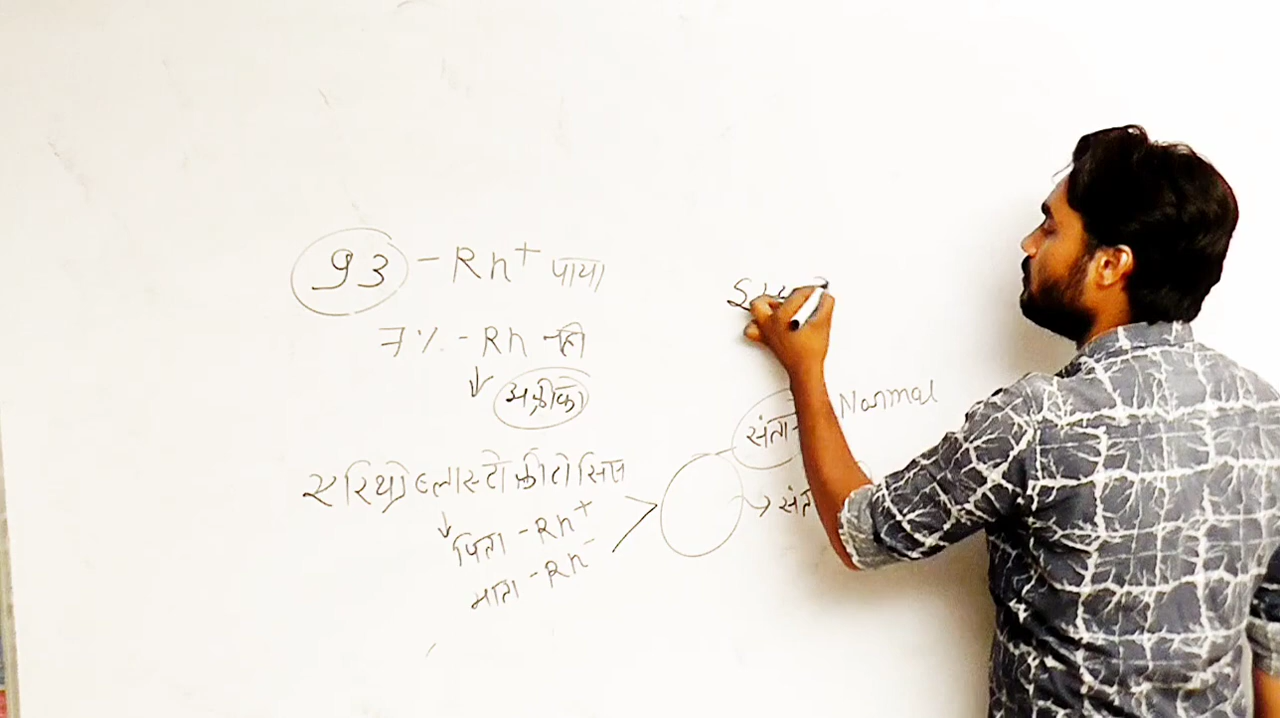 93 - Rh+ पाया
7% - Rh नही
↓ अफ्रीका
एरिथ्रोब्लास्टोफीटोसिस
↓ पिता - Rh+
माता - Rh-
संता
Normal
→ संता